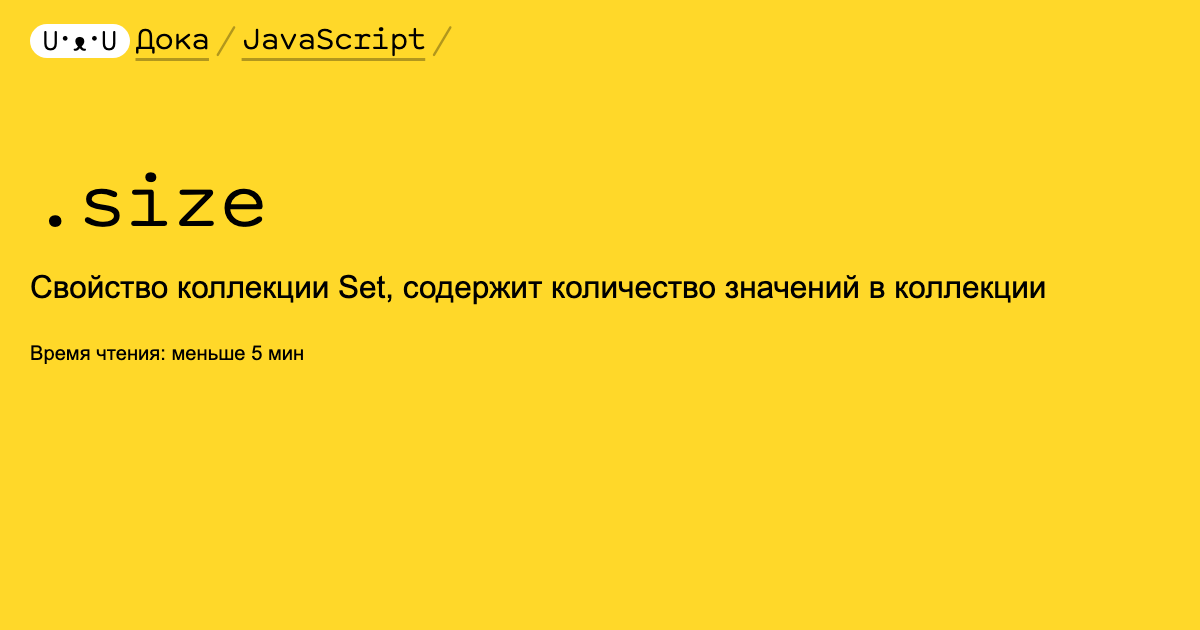 U·ᴥ·U Дока / JavaScript /
.size
Свойство коллекции Set, содержит количество значений в коллекции
Время чтения: меньше 5 мин